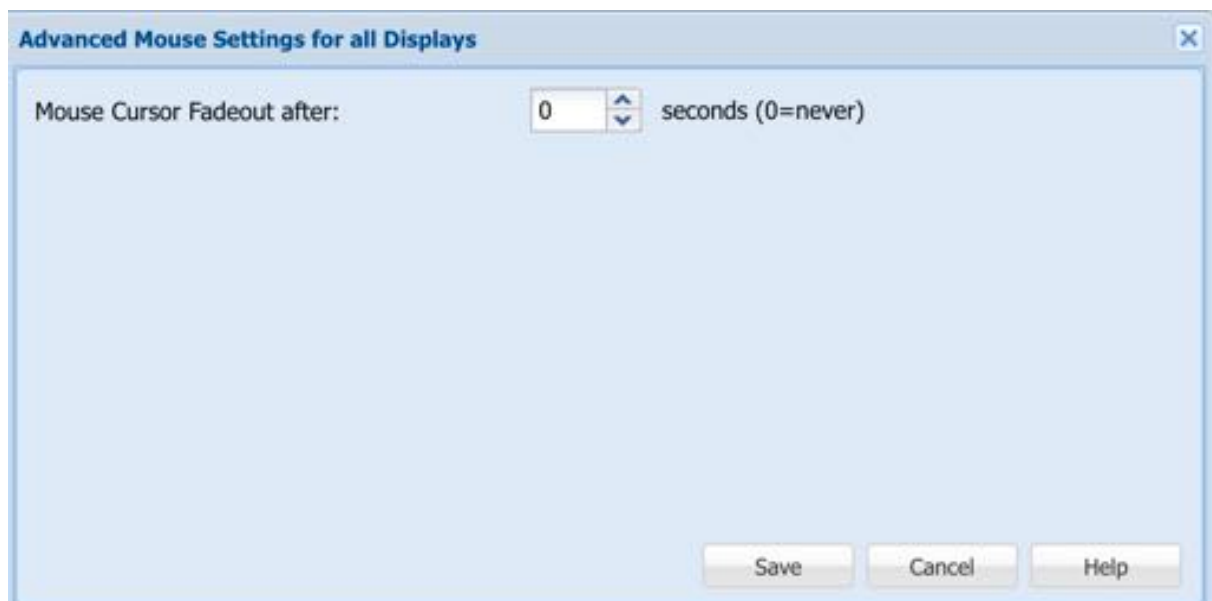 Advanced Mouse Settings for all Displays
Mouse Cursor Fadeout after: 0 seconds (0=never)
Save Cancel Help